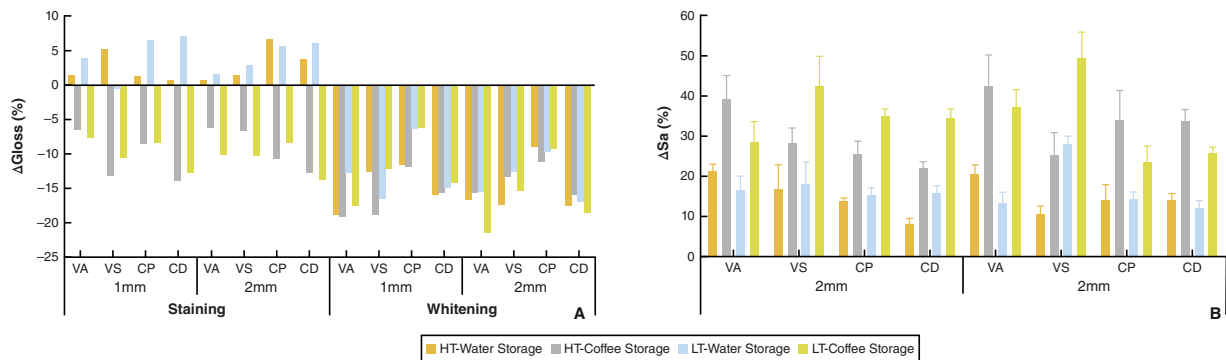 ΔGloss (%)
10
5
0
−5
−10
−15
−20
−25
VA VS CP CD VA VS CP CD VA VS CP CD VA VS CP CD
1mm 2mm 1mm 2mm
Staining Whitening
A
ΔSa (%)
60
50
40
30
20
10
0
VA VS CP CD VA VS CP CD
2mm 2mm
B
HT-Water Storage HT-Coffee Storage LT-Water Storage LT-Coffee Storage